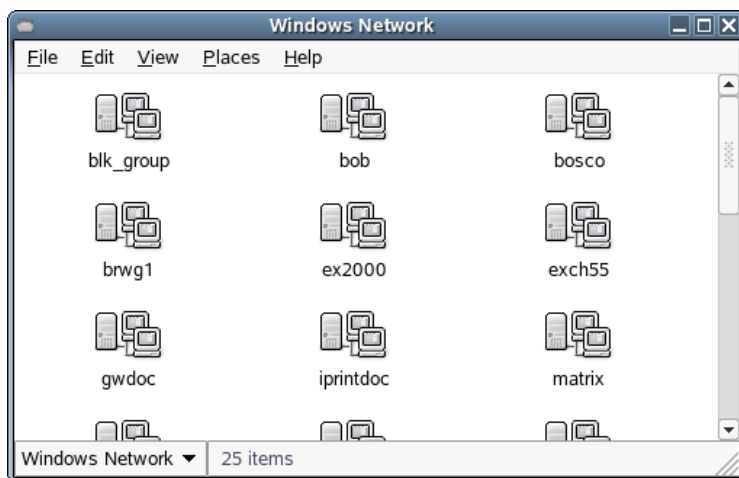 Windows Network
File Edit View Places Help
blk_group bob bosco
brwg1 ex2000 exch55
gwdoc iprintdoc matrix
Windows Network 25 items